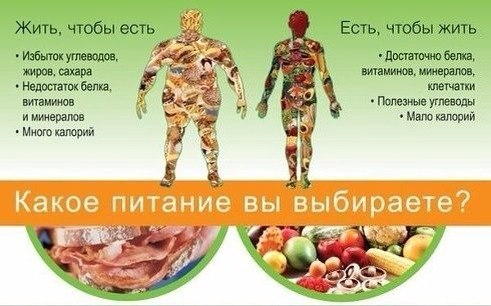 Жить, чтобы есть
• Избыток углеводов,
жиров, сахара
• Недостаток белка,
витаминов
и минералов
• Много калорий
Есть, чтобы жить
• Достаточно белка,
витаминов, минералов,
клетчатки
• Полезные углеводы
• Мало калорий
Какое питание вы выбираете?